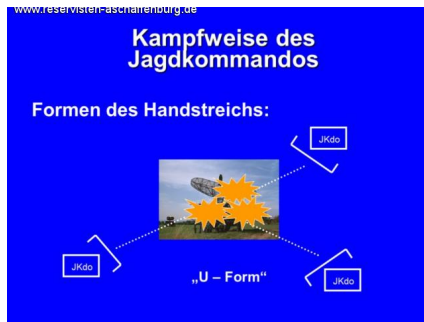 www.reservisten-aschaffenburg.de
Kampfweise des
Jagdkommandos
Formen des Handstreichs:
JKdo
JKdo
„U – Form“
JKdo